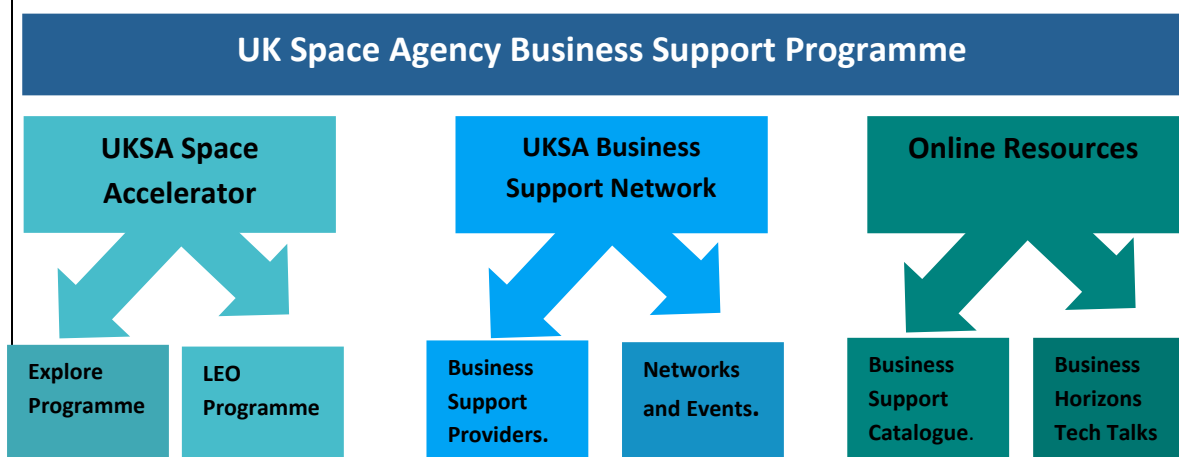 UK Space Agency Business Support Programme
UKSA Space
Accelerator
UKSA Business
Support Network
Online Resources
Explore
Programme
LEO
Programme
Business
Support
Providers.
Networks
and Events.
Business
Support
Catalogue.
Business
Horizons
Tech Talks